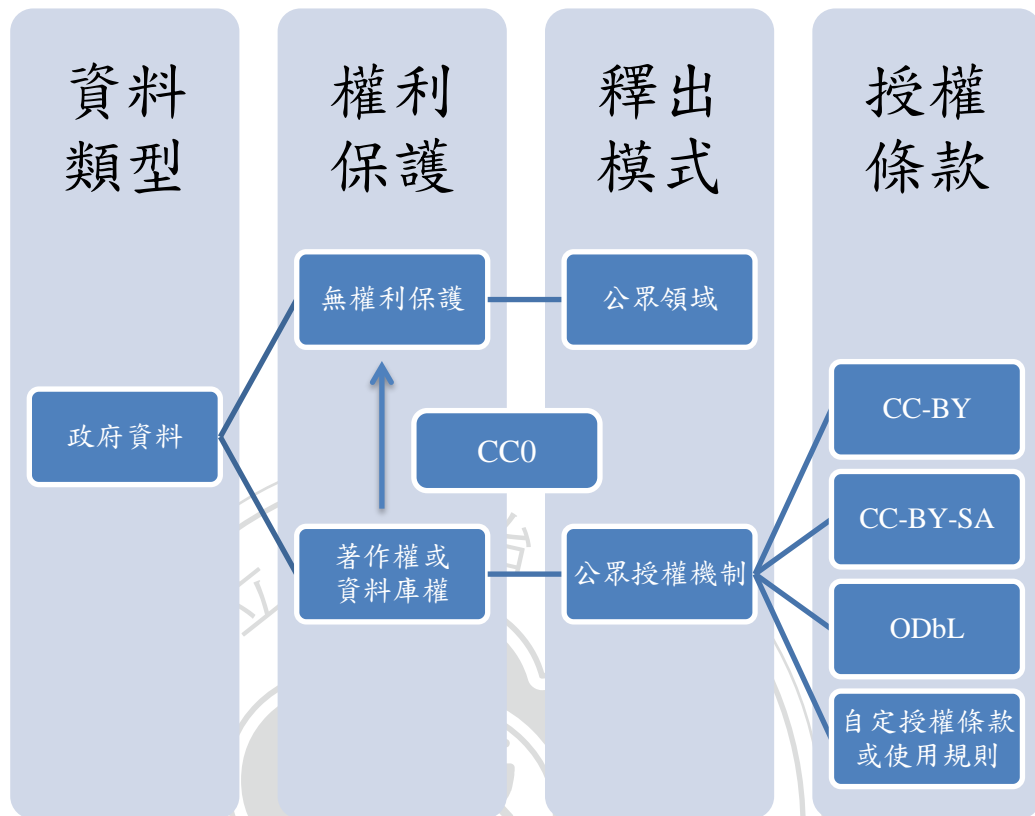 資料
類型
權利
保護
釋出
模式
授權
條款
無權利保護
公眾領域
政府資料
CC0
CC-BY
CC-BY-SA
著作權或
資料庫權
公眾授權機制
ODbL
自定授權條款
或使用規則
立
治